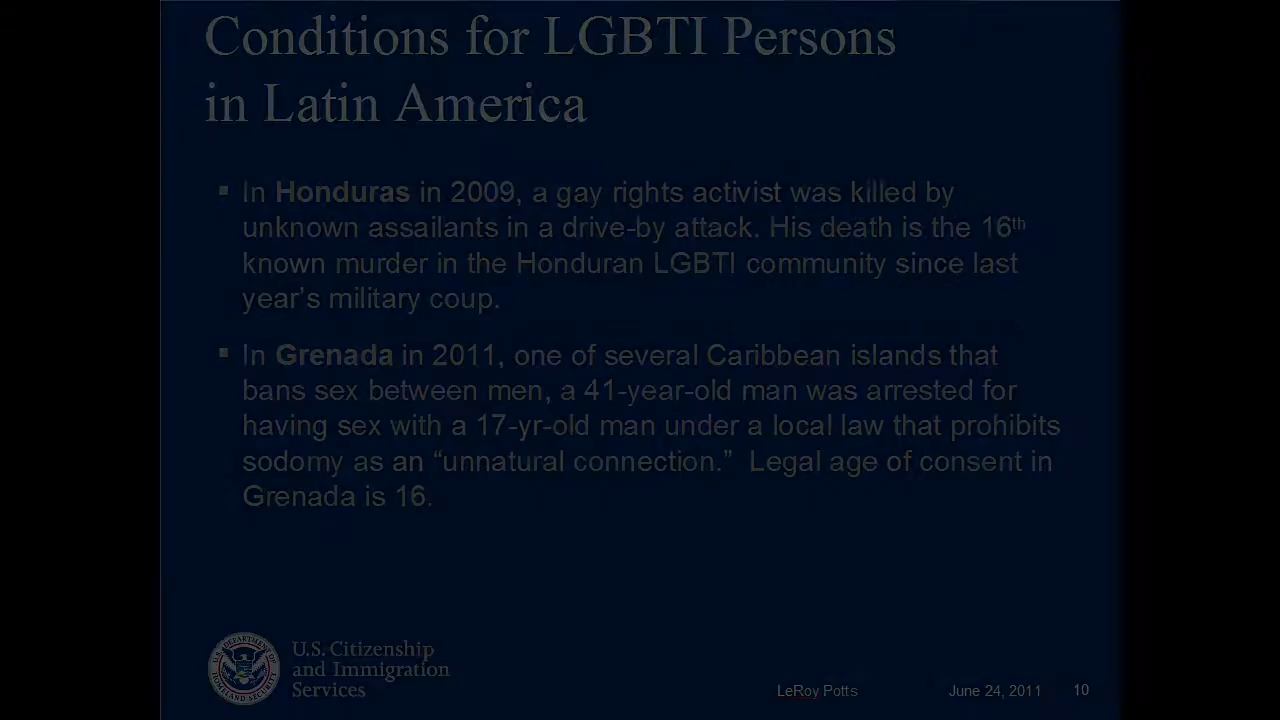 Conditions for LGBTI Persons
in Latin America
▪ In Honduras in 2009, a gay rights activist was killed by
unknown assailants in a drive-by attack. His death is the 16th
known murder in the Honduran LGBTI community since last
year’s military coup.
▪ In Grenada in 2011, one of several Caribbean islands that
bans sex between men, a 41-year-old man was arrested for
having sex with a 17-yr-old man under a local law that prohibits
sodomy as an “unnatural connection.”  Legal age of consent in
Grenada is 16.
U.S. DEPARTMENT OF HOMELAND SECURITY
U.S. Citizenship
and Immigration
Services
LeRoy Potts
June 24, 2011
10